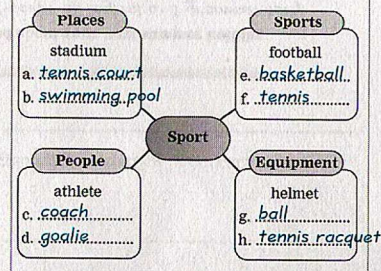 Places
stadium
a. tennis court
b. swimming pool
Sports
football
e. basketball
f. tennis
Sport
People
athlete
c. coach
d. goalie
Equipment
helmet
g. ball
h. tennis racquet